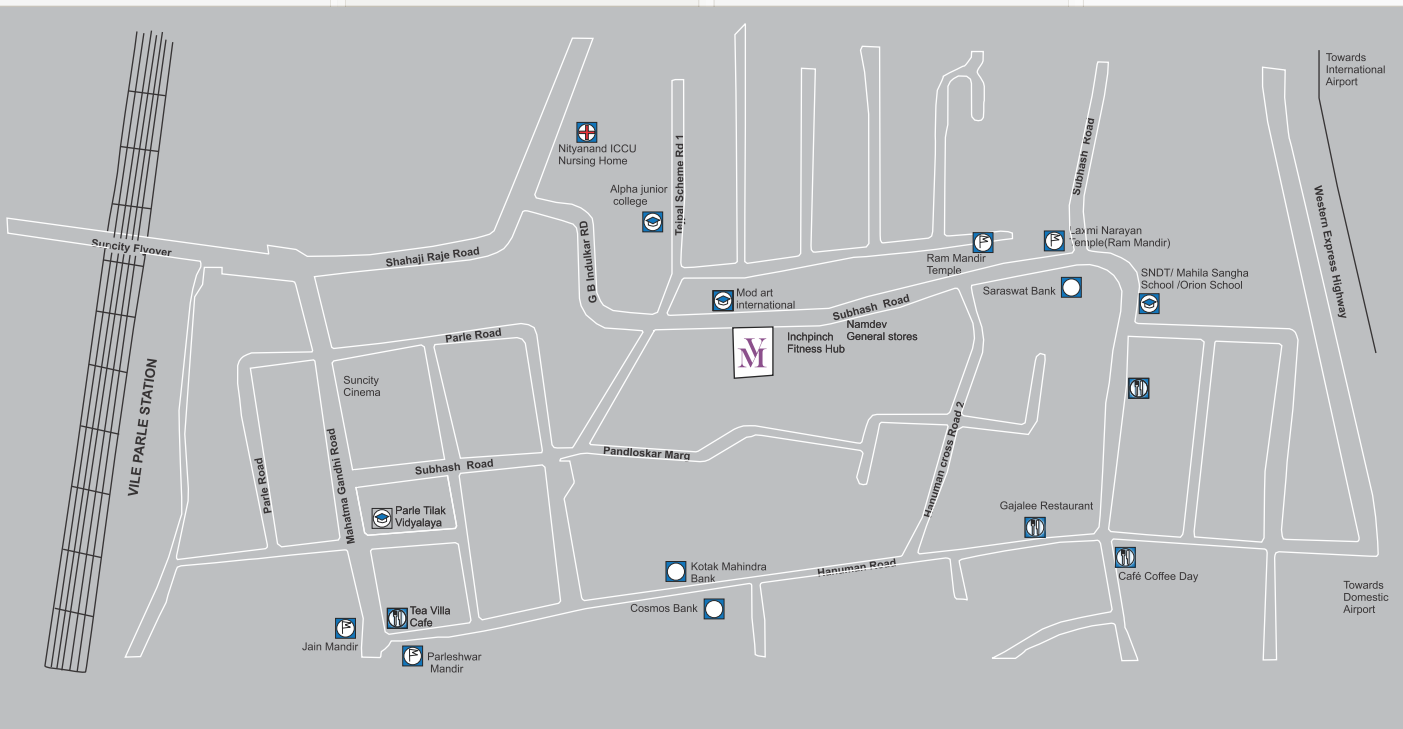 Towards
International
Airport
Nityanand ICCU
Nursing Home
Alpha junior
college
Tejpal Scheme Rd 1
Subhash Road
Western Express Highway
Suncity Flyover
Shahaji Raje Road
G B Indulkar RD
Ram Mandir
Temple
Laxmi Narayan
Temple(Ram Mandir)
SNDT/ Mahila Sangha
School /Orion School
Saraswat Bank
Mod art
international
Subhash Road
Namdev
General stores
Inchpinch
Fitness Hub
VM
Parle Road
Suncity
Cinema
VILE PARLE STATION
Parle Road
Mahatma Gandhi Road
Subhash Road
Pandloskar Marg
Hanuman cross Road 2
Parle Tilak
Vidyalaya
Gajalee Restaurant
Kotak Mahindra
Bank
Hanuman Road
Café Coffee Day
Cosmos Bank
Towards
Domestic
Airport
Tea Villa
Cafe
Jain Mandir
Parleshwar
Mandir